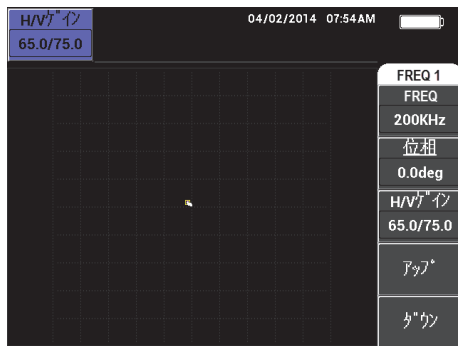 H/Vｹﾞｲﾝ
65.0/75.0
04/02/2014 07:54AM
FREQ 1
FREQ
200KHz
位相
0.0deg
H/Vｹﾞｲﾝ
65.0/75.0
ｱｯﾌﾟ
ﾀﾞｳﾝ